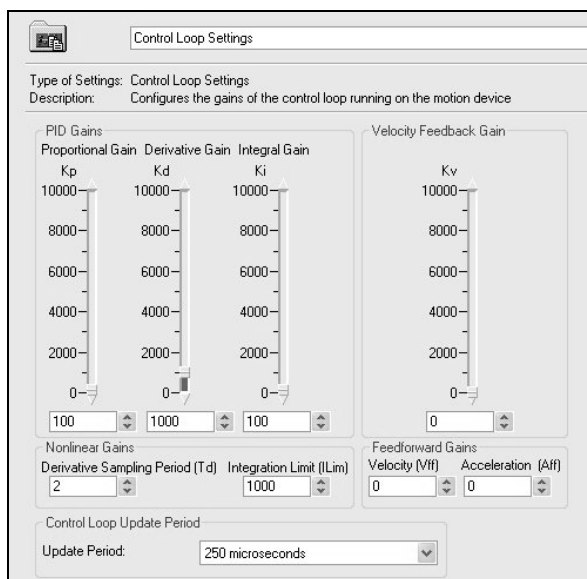 Control Loop Settings
Type of Settings: Control Loop Settings
Description: Configures the gains of the control loop running on the motion device
PID Gains
Proportional Gain Derivative Gain Integral Gain
Kp Kd Ki
10000 10000 10000
8000 8000 8000
6000 6000 6000
4000 4000 4000
2000 2000 2000
0 0 0
100 1000 100
Velocity Feedback Gain
Kv
10000
8000
6000
4000
2000
0
0
Nonlinear Gains
Derivative Sampling Period (Td) Integration Limit (ILim)
2 1000
Feedforward Gains
Velocity (Vff) Acceleration (Aff)
0 0
Control Loop Update Period
Update Period: 250 microseconds